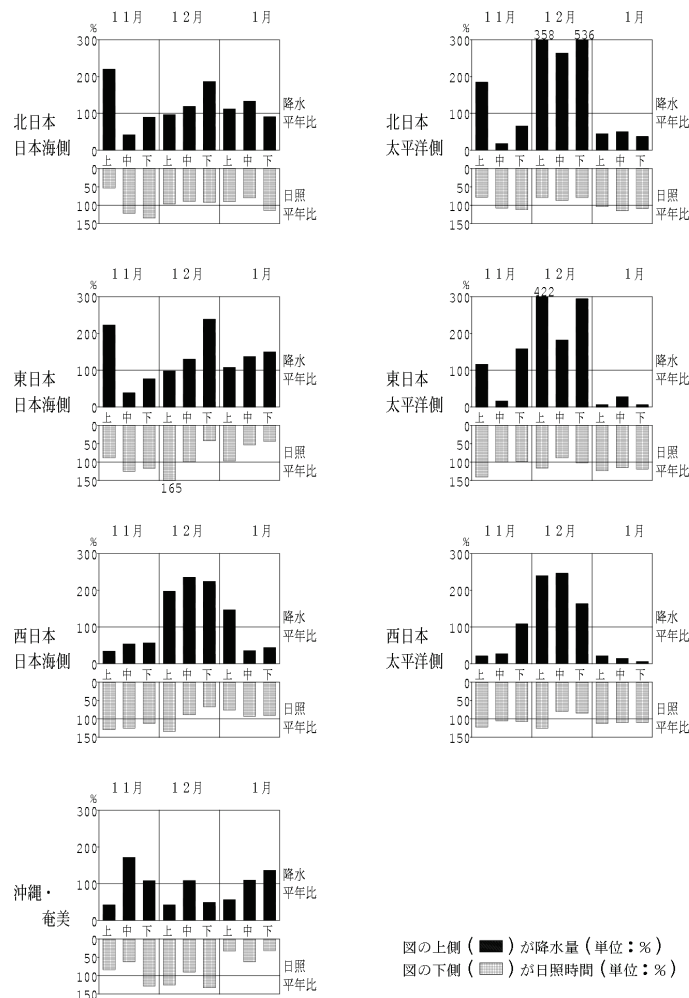 １１月 １２月 １月
%
300
200
100
0
降水
平年比
北日本
日本海側
上 中 下 上 中 下 上 中 下
0
50
100
150
日照
平年比
１１月 １２月 １月
%
358 536
300
200
100
0
降水
平年比
北日本
太平洋側
上 中 下 上 中 下 上 中 下
0
50
100
150
日照
平年比
１１月 １２月 １月
%
300
200
100
0
降水
平年比
東日本
日本海側
上 中 下 上 中 下 上 中 下
0
50
100
150
165
日照
平年比
１１月 １２月 １月
%
422
300
200
100
0
降水
平年比
東日本
太平洋側
上 中 下 上 中 下 上 中 下
0
50
100
150
日照
平年比
１１月 １２月 １月
%
300
200
100
0
降水
平年比
西日本
日本海側
上 中 下 上 中 下 上 中 下
0
50
100
150
日照
平年比
１１月 １２月 １月
%
300
200
100
0
降水
平年比
西日本
太平洋側
上 中 下 上 中 下 上 中 下
0
50
100
150
日照
平年比
１１月 １２月 １月
%
300
200
100
0
降水
平年比
沖縄・
奄美
上 中 下 上 中 下 上 中 下
0
50
100
150
日照
平年比
図の上側（ ）が降水量（単位：％）
図の下側（ ）が日照時間（単位：％）